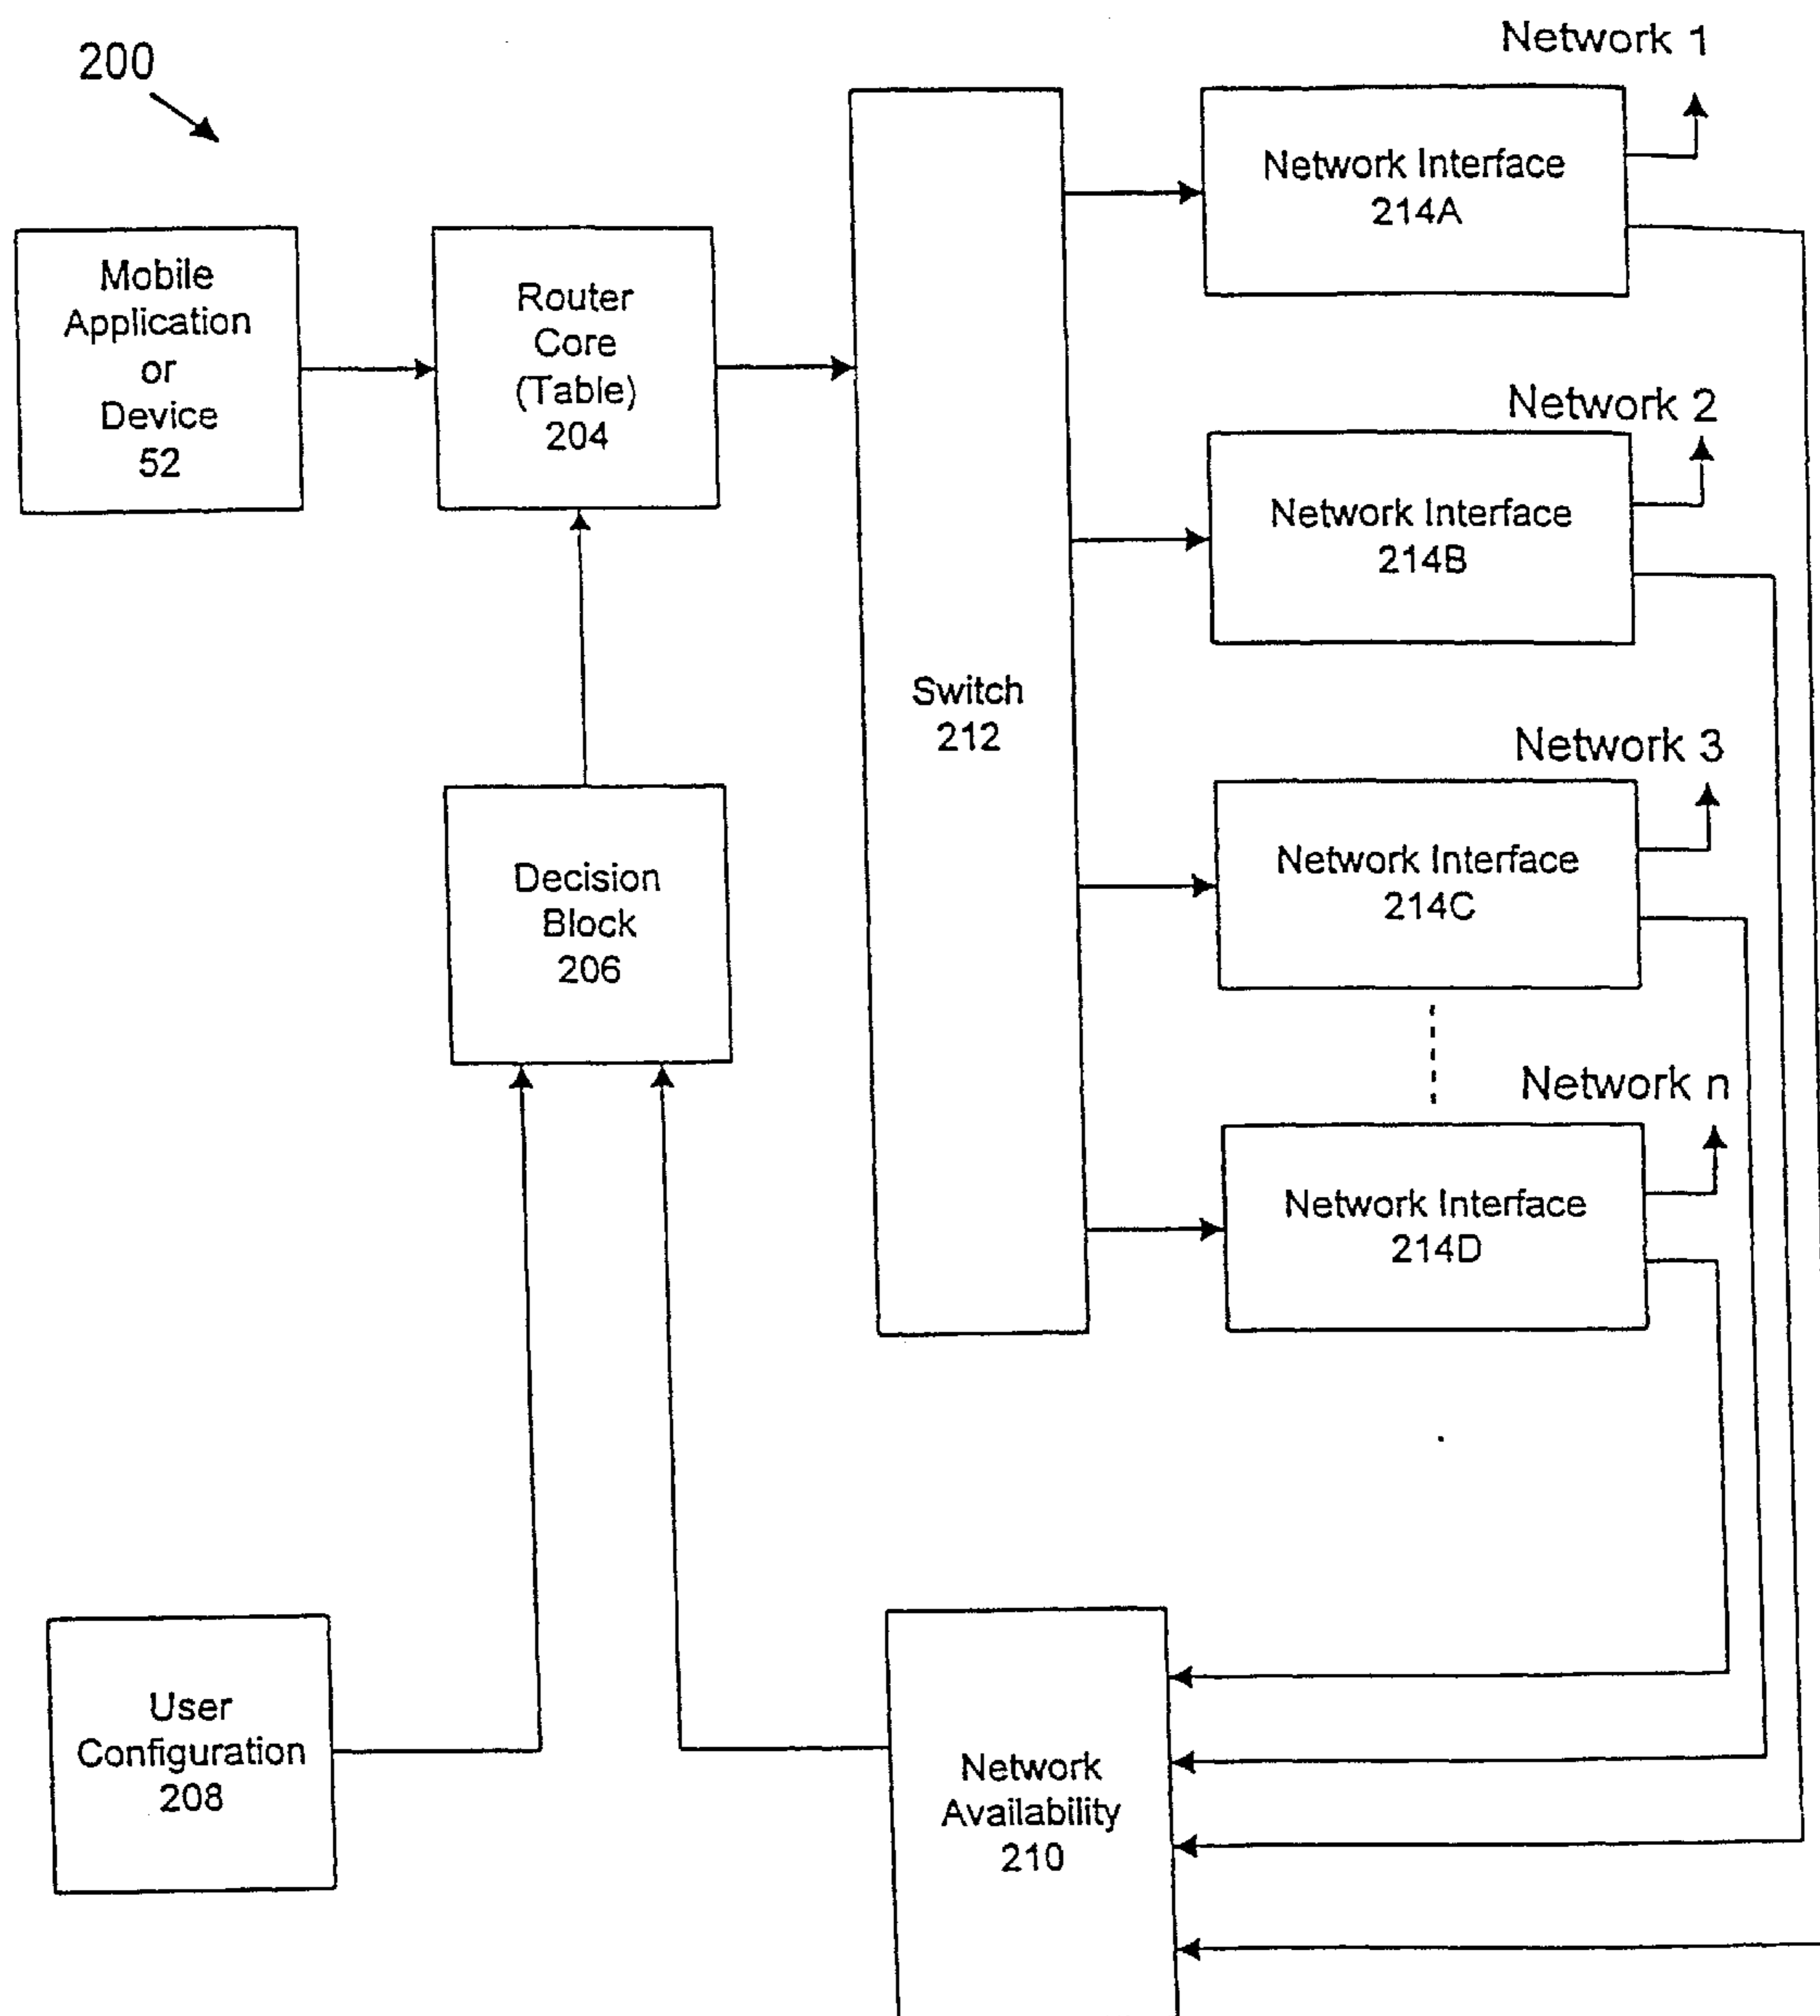 200
Network 1
Network Interface
214A
Mobile
Application
or
Device
52
Router
Core
(Table)
204
Network 2
Network Interface
214B
Switch
212
Network 3
Network Interface
214C
Decision
Block
206
Network n
Network Interface
214D
User
Configuration
208
Network
Availability
210